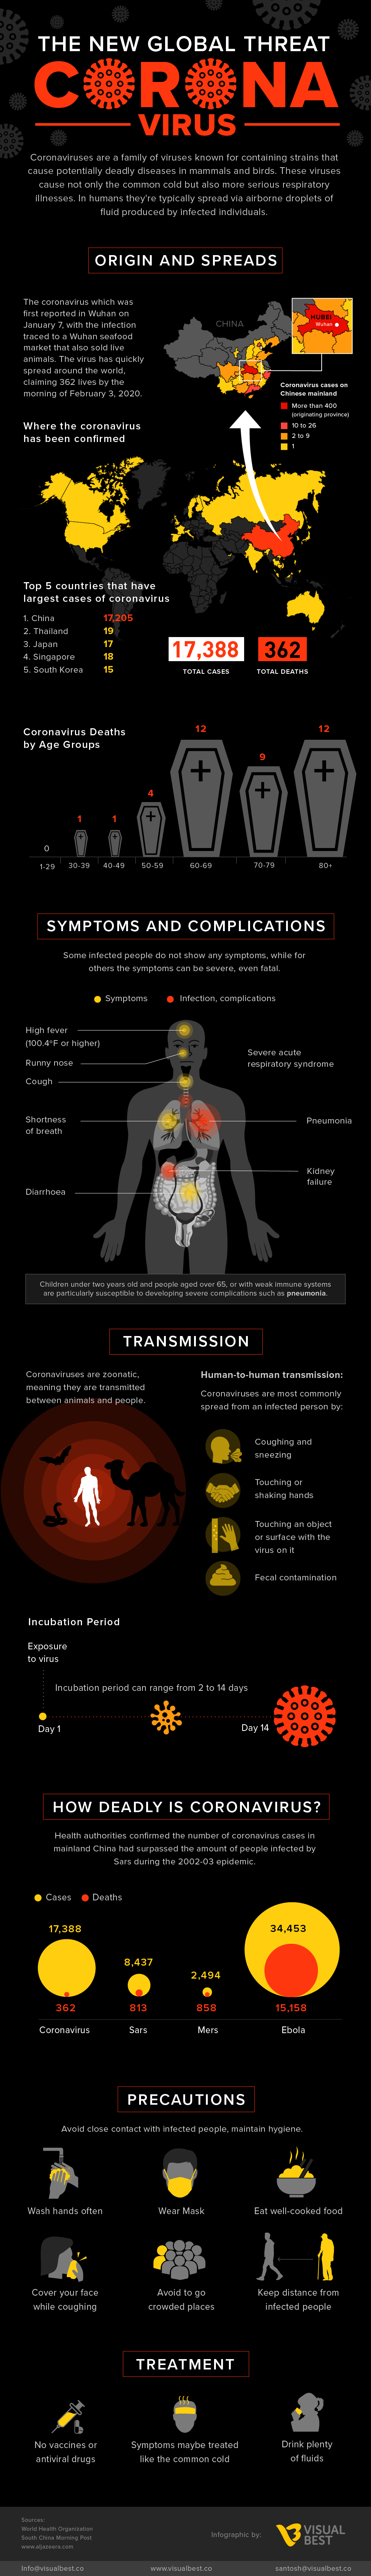 THE NEW GLOBAL THREAT
CORONA
VIRUS
Coronaviruses are a family of viruses known for containing strains that
cause potentially deadly diseases in mammals and birds. These viruses
cause not only the common cold but also more serious respiratory
illnesses. In humans they're typically spread via airborne droplets of
fluid produced by infected individuals.
ORIGIN AND SPREADS
The coronavirus which was
first reported in Wuhan on
January 7, with the infection
traced to a Wuhan seafood
market that also sold live
animals. The virus has quickly
spread around the world,
claiming 362 lives by the
morning of February 3, 2020.
CHINA
HUBEI
Wuhan
Coronavirus cases on
Chinese mainland
More than 400
(originating province)
10 to 26
2 to 9
1
Where the coronavirus
has been confirmed
Top 5 countries that have
largest cases of coronavirus
1. China 17,205
2. Thailand 19
3. Japan 17
4. Singapore 18
5. South Korea 15
17,388
TOTAL CASES
362
TOTAL DEATHS
Coronavirus Deaths
by Age Groups
0 1 1 4 12 9 12
1-29 30-39 40-49 50-59 60-69 70-79 80+
SYMPTOMS AND COMPLICATIONS
Some infected people do not show any symptoms, while for
others the symptoms can be severe, even fatal.
Symptoms Infection, complications
High fever
(100.4ºF or higher)
Runny nose
Cough
Shortness
of breath
Diarrhoea
Severe acute
respiratory syndrome
Pneumonia
Kidney
failure
Children under two years old and people aged over 65, or with weak immune systems
are particularly susceptible to developing severe complications such as pneumonia.
TRANSMISSION
Coronaviruses are zoonatic,
meaning they are transmitted
between animals and people.
Human-to-human transmission:
Coronaviruses are most commonly
spread from an infected person by:
Coughing and
sneezing
Touching or
shaking hands
Touching an object
or surface with the
virus on it
Fecal contamination
Incubation Period
Exposure
to virus
Incubation period can range from 2 to 14 days
Day 1
Day 14
HOW DEADLY IS CORONAVIRUS?
Health authorities confirmed the number of coronavirus cases in
mainland China had surpassed the amount of people infected by
Sars during the 2002-03 epidemic.
Cases Deaths
17,388 8,437 2,494 34,453
362 813 858 15,158
Coronavirus Sars Mers Ebola
PRECAUTIONS
Avoid close contact with infected people, maintain hygiene.
Wash hands often
Wear Mask
Eat well-cooked food
Cover your face
while coughing
Avoid to go
crowded places
Keep distance from
infected people
TREATMENT
No vaccines or
antiviral drugs
Symptoms maybe treated
like the common cold
Drink plenty
of fluids
Sources:
World Health Organization
South China Morning Post
www.aljazeera.com
Infographic by:
VISUAL
BEST
Info@visualbest.co
www.visualbest.co
santosh@visualbest.co